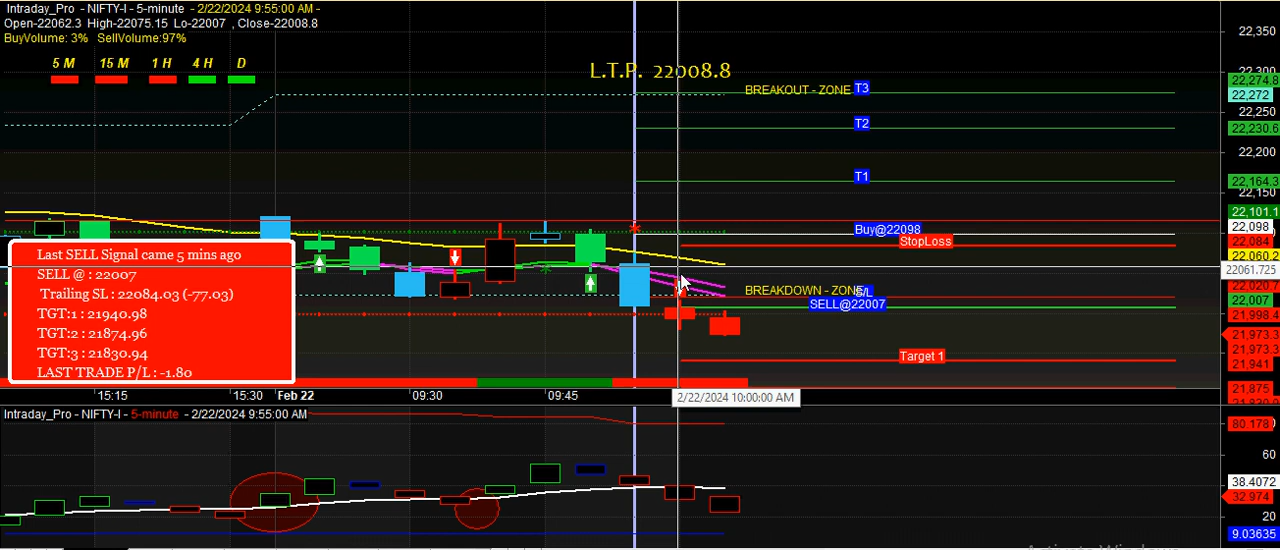 Intraday_Pro - NIFTY-I - 5-minute - 2/22/2024 9:55:00 AM -
Open-22062.3 High-22075.15 Lo-22007 , Close-22008.8
BuyVolume: 3% SellVolume:97%
5 M 15 M 1 H 4 H D
L.T.P. 22008.8
BREAKOUT - ZONE T3
T2
T1
Buy@22098
StopLoss
BREAKDOWN - ZONE
SELL@22007
Target 1
Last SELL Signal came 5 mins ago
SELL @ : 22007
Trailing SL : 22084.03 (-77.03)
TGT:1 : 21940.98
TGT:2 : 21874.96
TGT:3 : 21830.94
LAST TRADE P/L : -1.80
22,350
22,300
22,274.8
22,272
22,250
22,230.6
22,200
22,164.3
22,150
22,101.1
22,098
22,084
22,060.2
22061.725
22,020.7
22,007
21,998.4
21,973.3
21,973.3
21,941
21,875
15:15 15:30 Feb 22 09:30 09:45
2/22/2024 10:00:00 AM
Intraday_Pro - NIFTY-I - 5-minute - 2/22/2024 9:55:00 AM
80.178
60
38.4072
32.974
20
9.03635